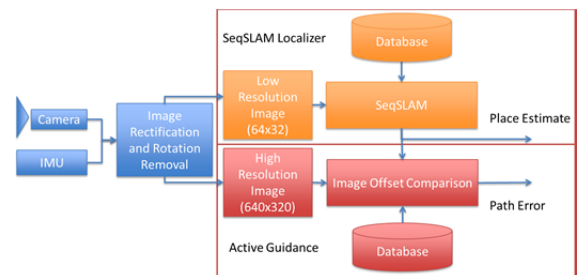 SeqSLAM Localizer
Database
Low
Resolution
Image
(64x32)
SeqSLAM
Camera
Image
Rectification
and Rotation
Removal
IMU
Place Estimate
High
Resolution
Image
(640x320)
Image Offset Comparison
Path Error
Active Guidance
Database